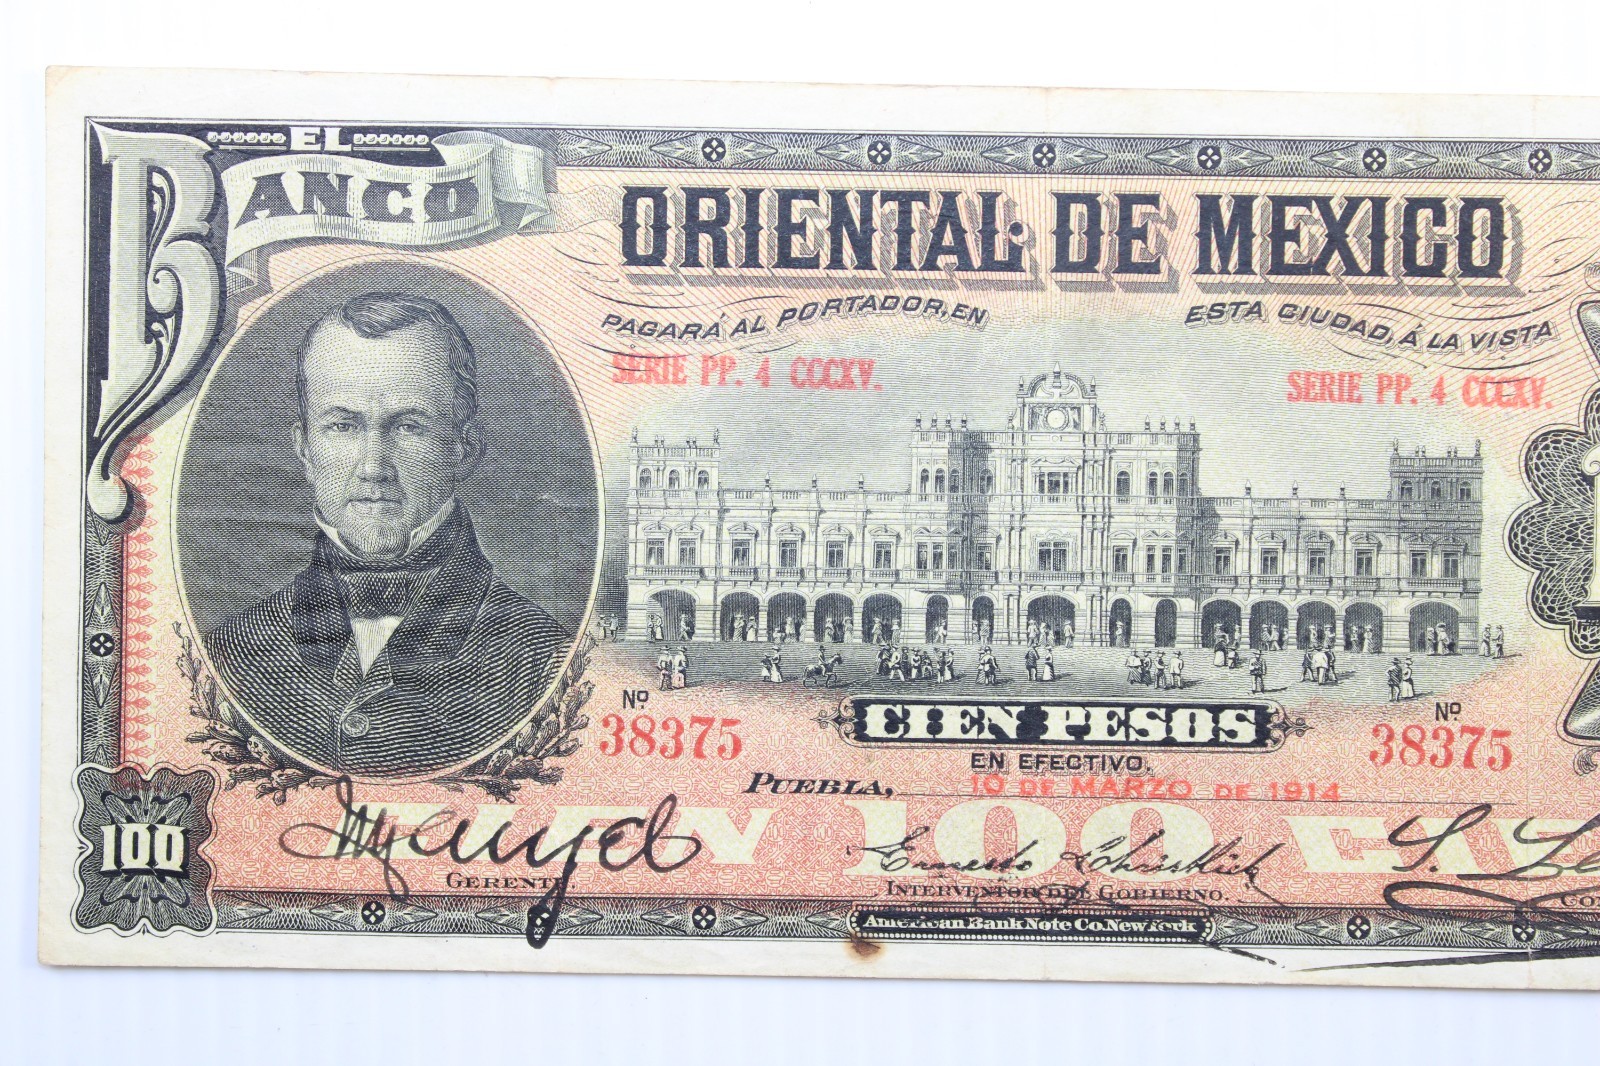 EL
BANCO
ORIENTAL DE MEXICO
PAGARÁ AL PORTADOR, EN ESTA CIUDAD, Á LA VISTA
SERIE PP. 4 CCCXV. SERIE PP. 4 CCCXV.
Nº Nº
38375 CIEN PESOS 38375
EN EFECTIVO.
PUEBLA, 10 DE MARZO DE 1914
100
100
GERENTE. INTERVENTOR DEL GOBIERNO.
American Bank Note Co. New York